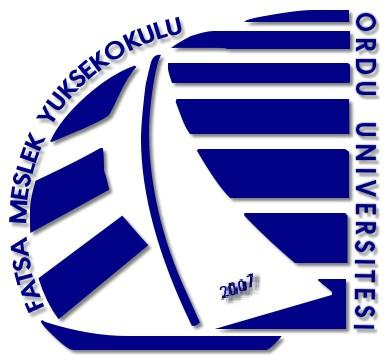 FATSA MESLEK YUKSEKOKULU
ORDU UNIVERSITESI
2007